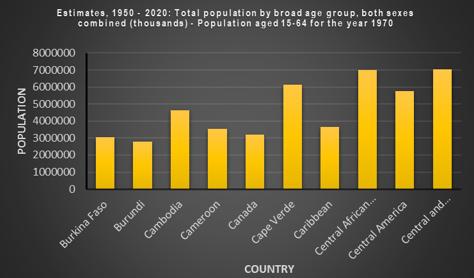 Estimates, 1950 - 2020: Total population by broad age group, both sexes
combined (thousands) - Population aged 15-64 for the year 1970
8000000
7000000
6000000
5000000
4000000
3000000
2000000
1000000
0
POPULATION
Burkina Faso
Burundi
Cambodia
Cameroon
Canada
Cape Verde
Caribbean
Central African...
Central America
Central and...
COUNTRY